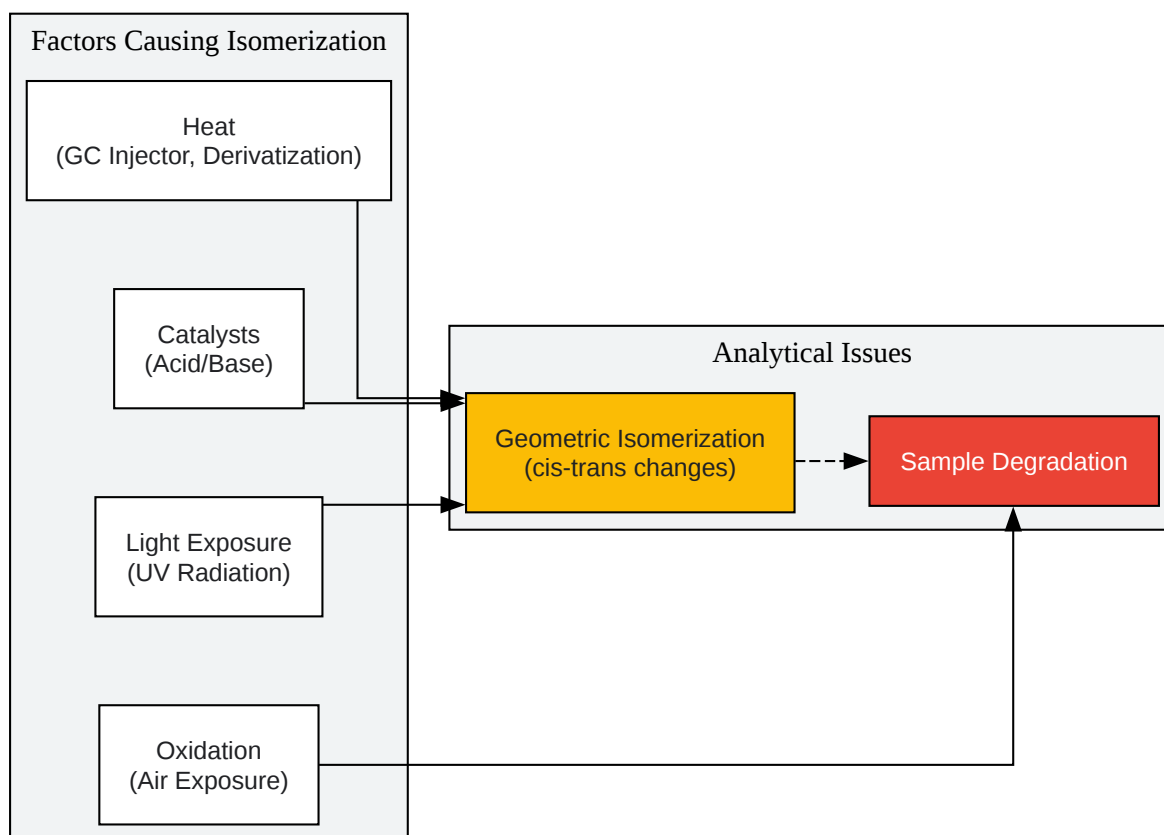 Factors Causing Isomerization
Heat
(GC Injector, Derivatization)
Catalysts
(Acid/Base)
Light Exposure
(UV Radiation)
Oxidation
(Air Exposure)
Analytical Issues
Geometric Isomerization
(cis-trans changes)
Sample Degradation